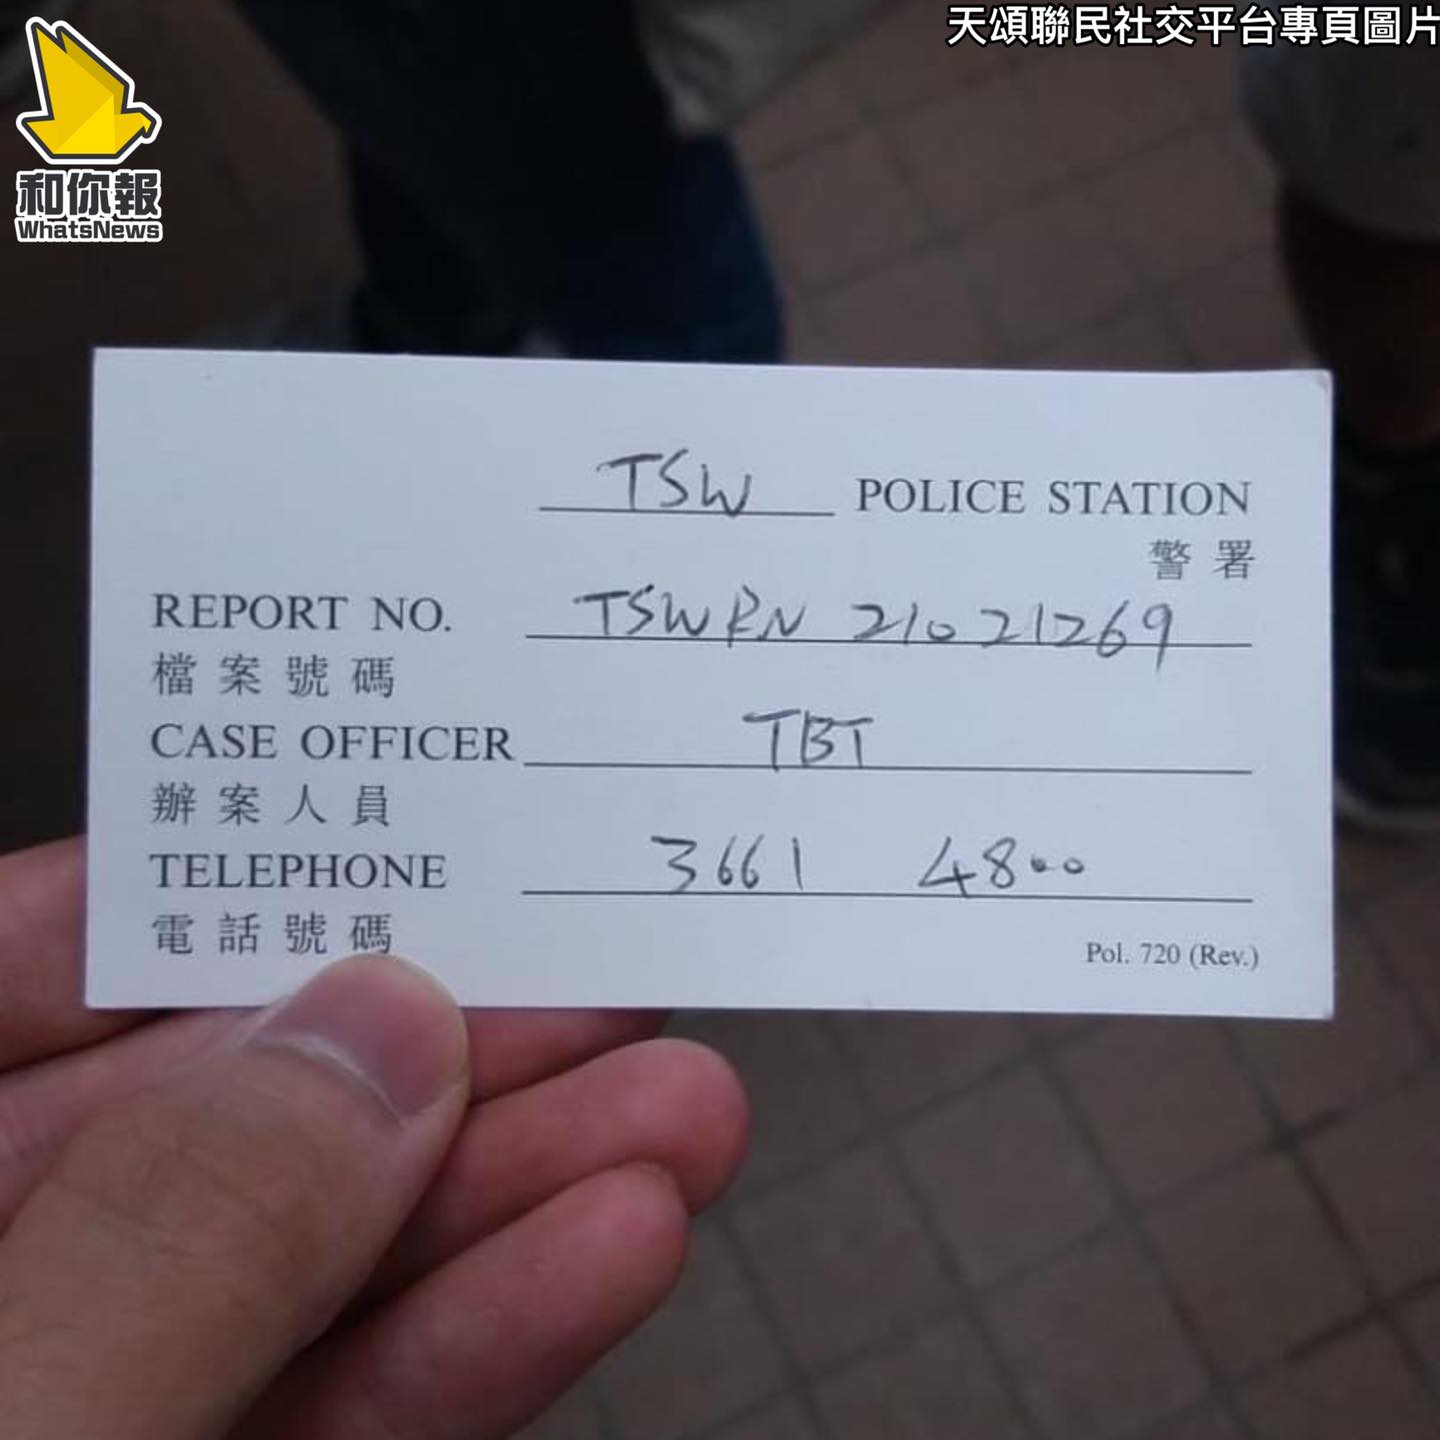 天頌聯民社交平台專頁圖片
和你報
WhatsNews
TSW POLICE STATION
警署
REPORT NO. TSWRN 21021269
檔案號碼
CASE OFFICER TBT
辦案人員
TELEPHONE 3661 4800
電話號碼
Pol. 720 (Rev.)